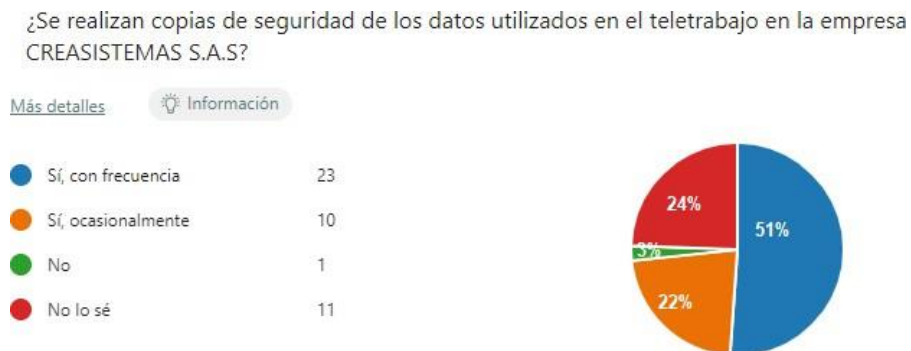 ¿Se realizan copias de seguridad de los datos utilizados en el teletrabajo en la empresa
CREASISTEMAS S.A.S?
Más detalles
Información
Sí, con frecuencia 23
Sí, ocasionalmente 10
No 1
No lo sé 11
24%
51%
3%
22%